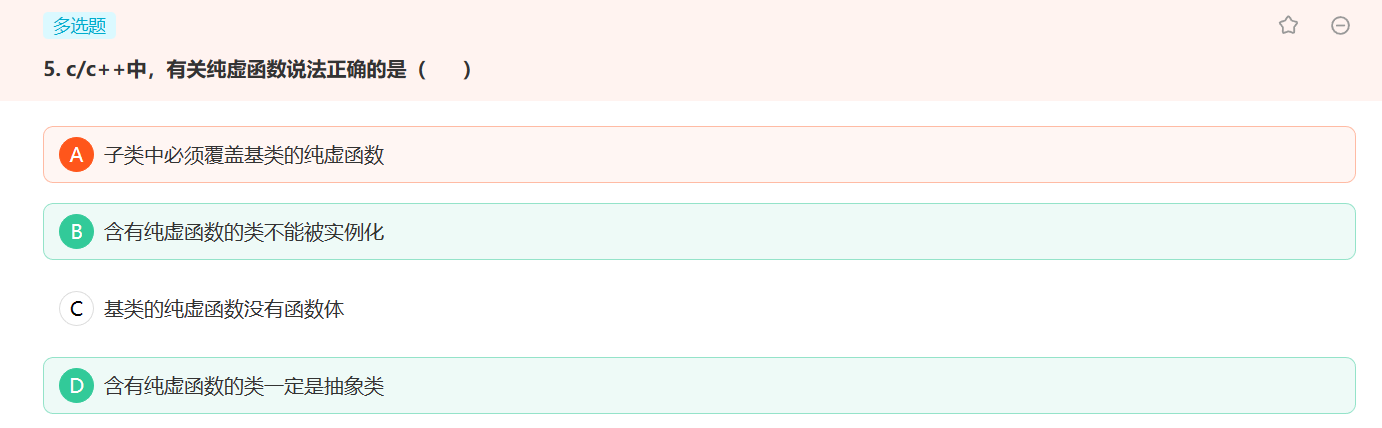 多选题
5. c/c++中，有关纯虚函数说法正确的是（　　）
A 子类中必须覆盖基类的纯虚函数
B 含有纯虚函数的类不能被实例化
C 基类的纯虚函数没有函数体
D 含有纯虚函数的类一定是抽象类